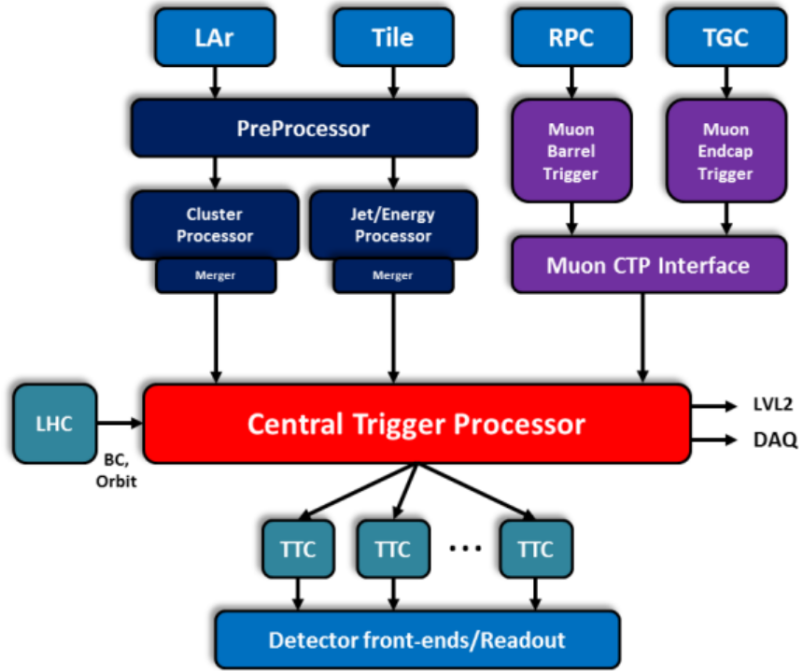 LAr
Tile
RPC
TGC
PreProcessor
Muon
Barrel
Trigger
Muon
Endcap
Trigger
Cluster
Processor
Jet/Energy
Processor
Merger
Merger
Muon CTP Interface
LHC
Central Trigger Processor
LVL2
DAQ
BC,
Orbit
TTC
TTC
...
TTC
Detector front-ends/Readout